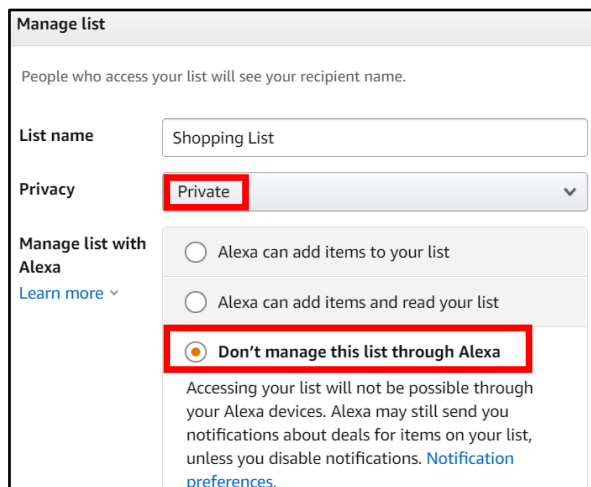 Manage list
People who access your list will see your recipient name.
List name
Shopping List
Privacy
Private
Manage list with
Alexa
Learn more
Alexa can add items to your list
Alexa can add items and read your list
Don’t manage this list through Alexa
Accessing your list will not be possible through
your Alexa devices. Alexa may still send you
notifications about deals for items on your list,
unless you disable notifications. Notification
preferences.